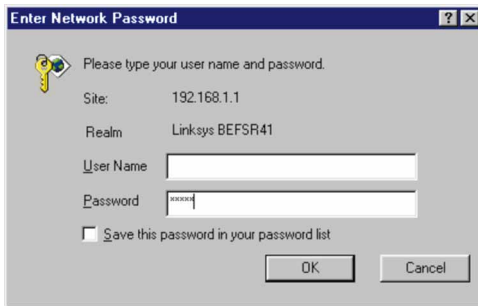 Enter Network Password
Please type your user name and password.
Site: 192.168.1.1
Realm Linksys BEFSR41
User Name
Password xxxxx
Save this password in your password list
OK Cancel